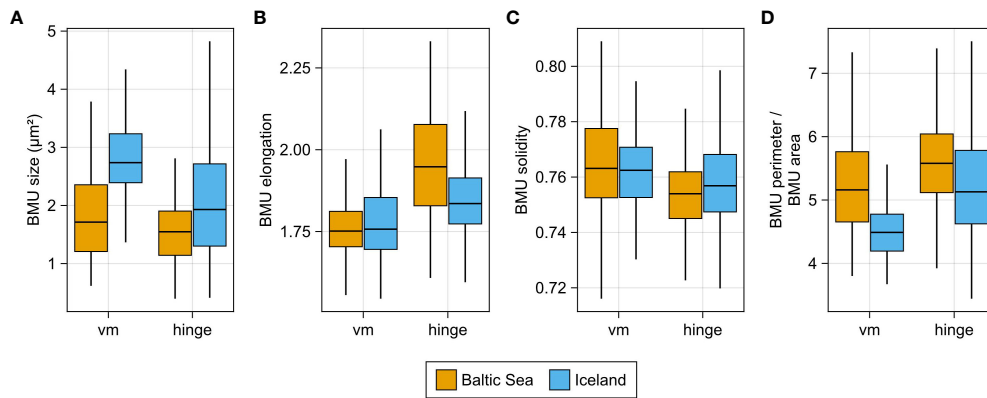 A
BMU size (μm²)
5
4
3
2
1
vm hinge
B
BMU elongation
2.25
2.00
1.75
vm hinge
C
BMU solidity
0.80
0.78
0.76
0.74
0.72
vm hinge
D
BMU perimeter /
BMU area
7
6
5
4
vm hinge
Baltic Sea Iceland